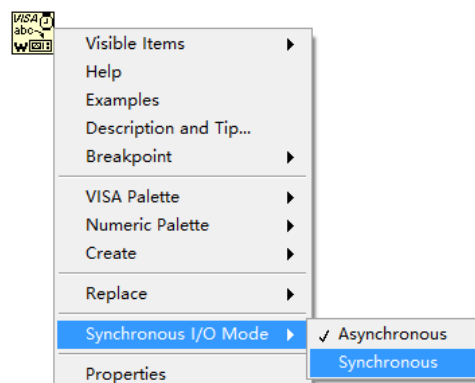 VISA
abc
W
Visible Items
Help
Examples
Description and Tip...
Breakpoint
VISA Palette
Numeric Palette
Create
Replace
Synchronous I/O Mode
✓ Asynchronous
Synchronous
Properties